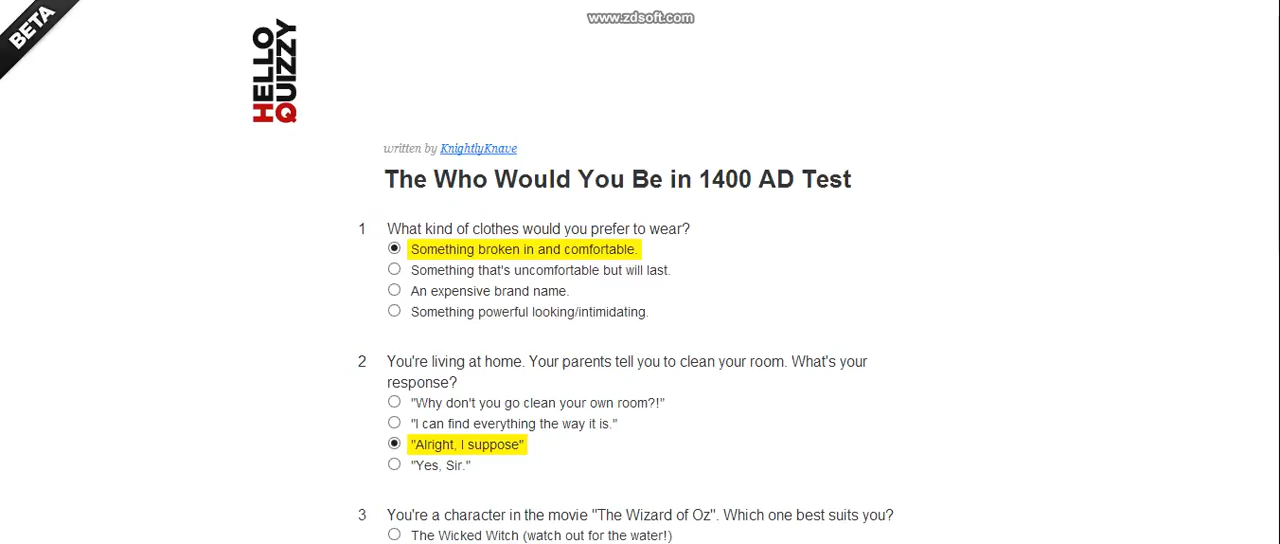 BETA
www.zdsoft.com
HELLO
QUIZZY
written by KnightlyKnave
The Who Would You Be in 1400 AD Test
1 What kind of clothes would you prefer to wear?
Something broken in and comfortable.
Something that's uncomfortable but will last.
An expensive brand name.
Something powerful looking/intimidating.
2 You're living at home. Your parents tell you to clean your room. What's your
response?
"Why don't you go clean your own room?!"
"I can find everything the way it is."
"Alright, I suppose"
"Yes, Sir."
3 You're a character in the movie "The Wizard of Oz". Which one best suits you?
The Wicked Witch (watch out for the water!)